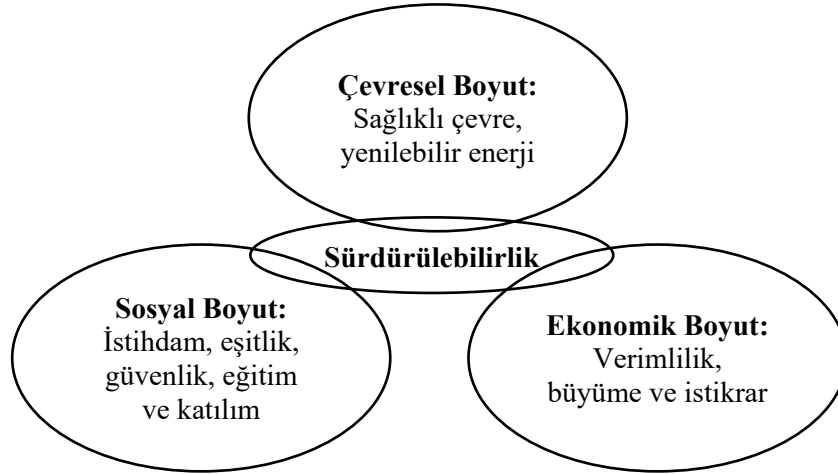 Çevresel Boyut:
Sağlıklı çevre,
yenilebilir enerji
Sürdürülebilirlik
Sosyal Boyut:
İstihdam, eşitlik,
güvenlik, eğitim
ve katılım
Ekonomik Boyut:
Verimlilik,
büyüme ve istikrar